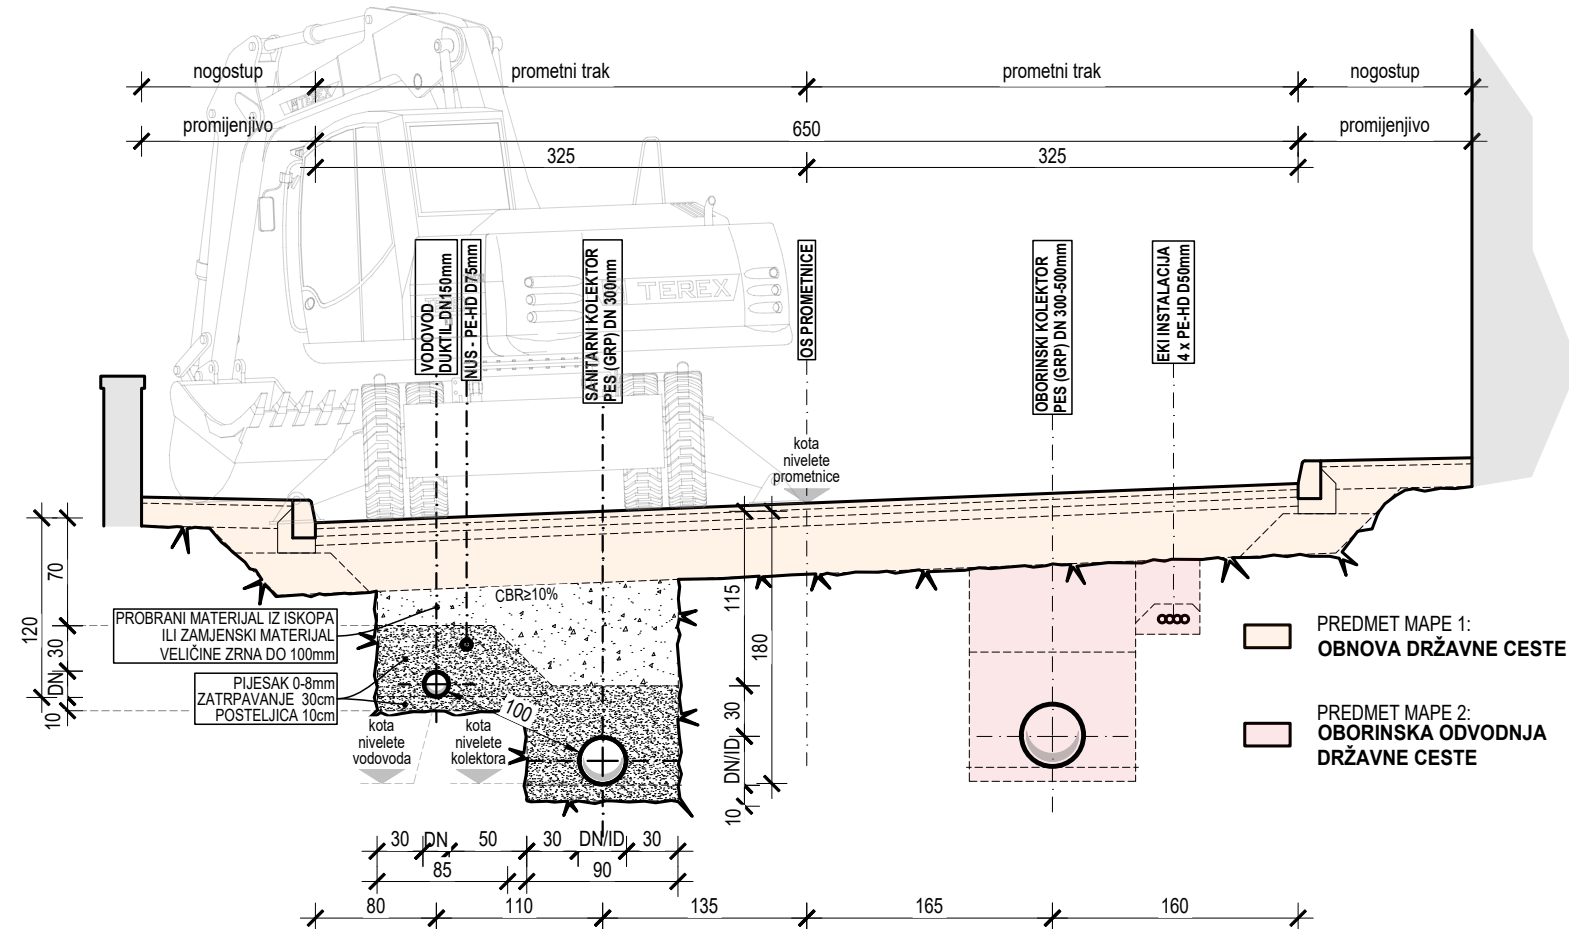 nogostup
prometni trak
prometni trak
nogostup
promijenjivo
650
promijenjivo
325
325
TEREX
TEREX
VODOVOD
DUKTIL-DN150mm
NUS - PE-HD D75mm
SANITARNI KOLEKTOR
PES (GRP) DN 300mm
OS PROMETNICE
OBORINSKI KOLEKTOR
PES (GRP) DN 300-500mm
EKI INSTALACIJA
4 x PE-HD D50mm
kota
nivelete
prometnice
120
70
30
DN
10
CBR≥10%
PROBRANI MATERIJAL IZ ISKOPA
ILI ZAMJENSKI MATERIJAL
VELIČINE ZRNA DO 100mm
PIJESAK 0-8mm
ZATRPAVANJE 30cm
POSTELJICA 10cm
kota
nivelete
vodovoda
kota
nivelete
kolektora
100
115
180
30
DN/ID
10
PREDMET MAPE 1:
OBNOVA DRŽAVNE CESTE
PREDMET MAPE 2:
OBORINSKA ODVODNJA
DRŽAVNE CESTE
30 DN 50 30 DN/ID 30
85 90
80 110 135 165 160